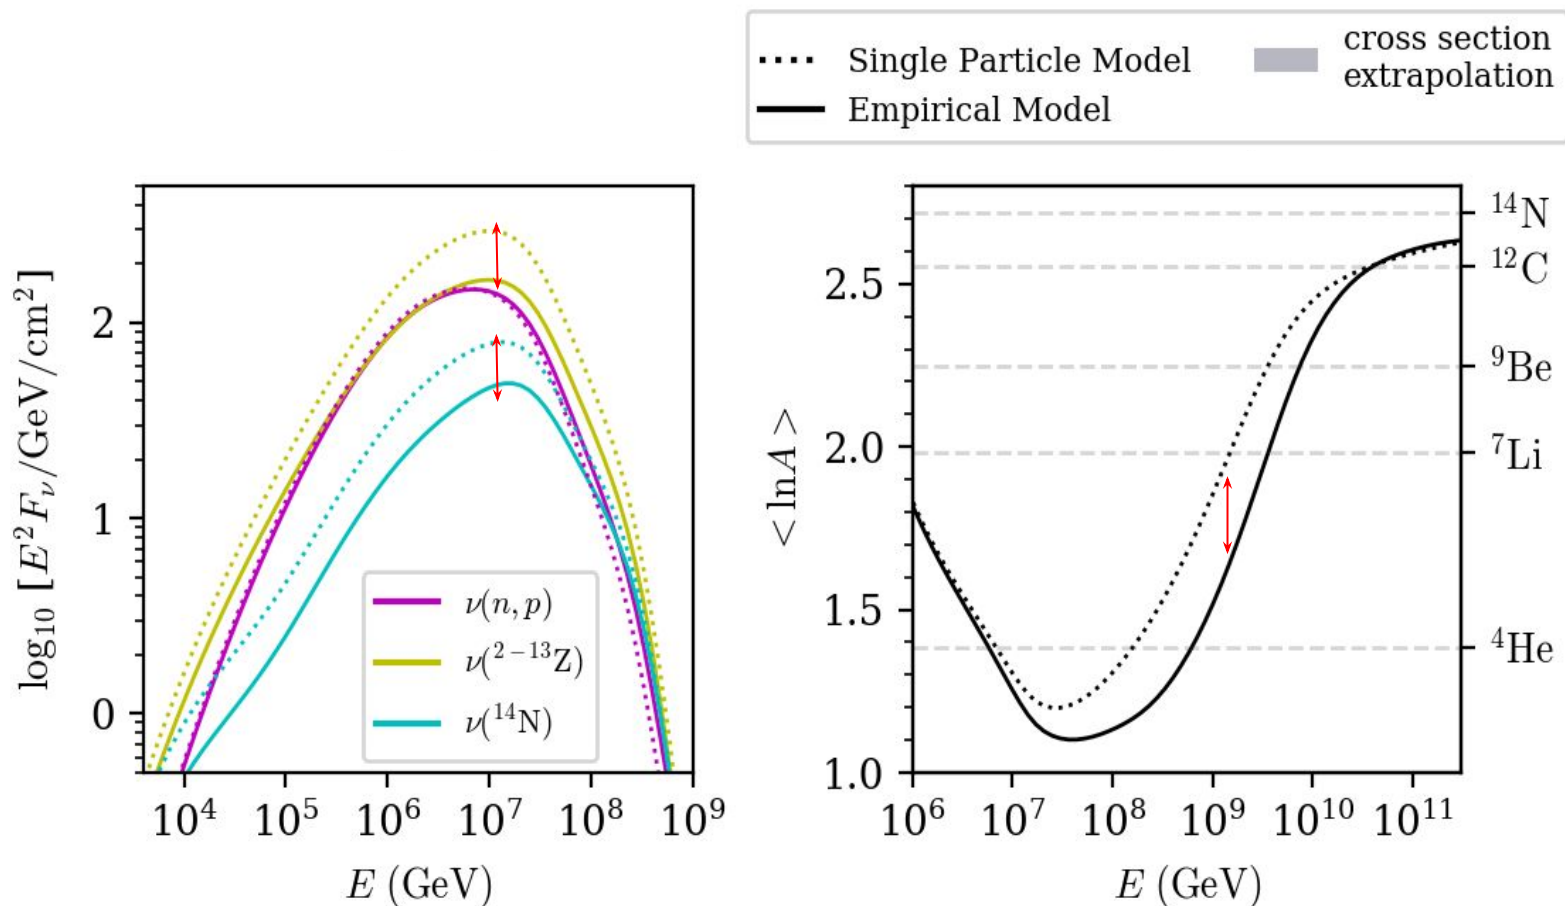 Single Particle Model
Empirical Model
cross section
extrapolation
log₁₀ [E²Fᵥ/GeV/cm²]
2
1
0
ν(n, p)
ν(²⁻¹³Z)
ν(¹⁴N)
10⁴ 10⁵ 10⁶ 10⁷ 10⁸ 10⁹
E (GeV)
< lnA >
2.5
2.0
1.5
1.0
¹⁴N
¹²C
⁹Be
⁷Li
⁴He
10⁶ 10⁷ 10⁸ 10⁹ 10¹⁰ 10¹¹
E (GeV)